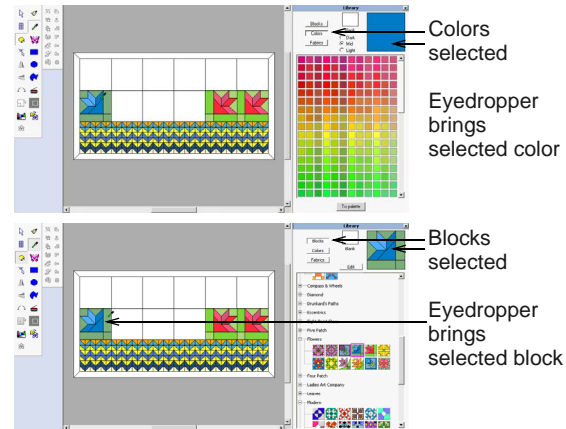 Library
Blocks
Colors
Fabrics
Dark
Mid
Light
To palette
Colors
selected
Eyedropper
brings
selected color
Library
Blocks
Colors
Fabrics
Blank
Edit
Compass & Wheels
Diamond
Drunkard's Paths
Eccentrics
Five Patch
Flowers
Four Patch
Ladies Art Company
Leaves
Modern
Blocks
selected
Eyedropper
brings
selected block